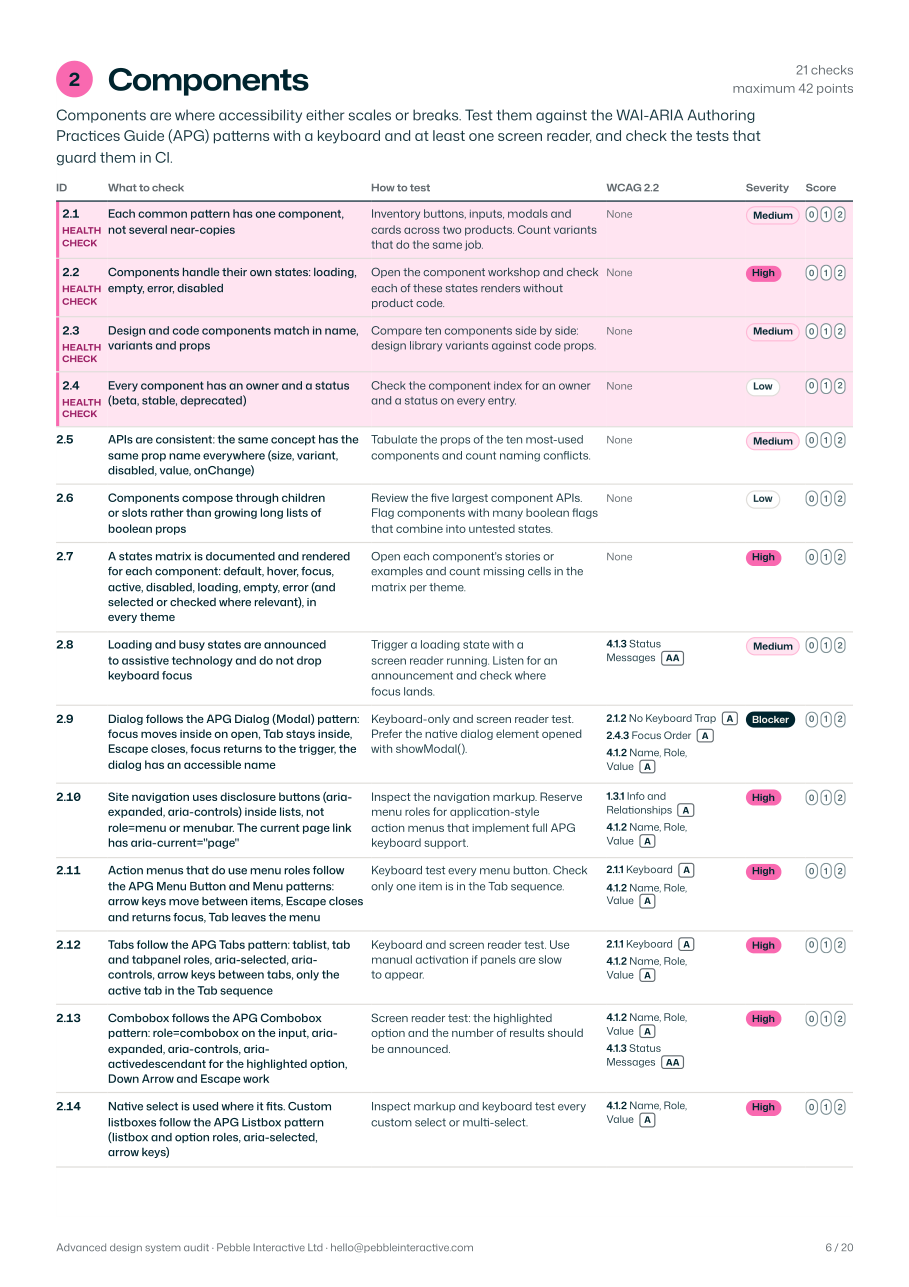 2 Components
21 checks
maximum 42 points
Components are where accessibility either scales or breaks. Test them against the WAI-ARIA Authoring
Practices Guide (APG) patterns with a keyboard and at least one screen reader, and check the tests that
guard them in CI.
ID What to check How to test WCAG 2.2 Severity Score
2.1 Each common pattern has one component, Inventory buttons, inputs, modals and None Medium 0 1 2
HEALTH not several near-copies cards across two products. Count variants
CHECK that do the same job.
2.2 Components handle their own states: loading, Open the component workshop and check None High 0 1 2
HEALTH empty, error, disabled each of these states renders without
CHECK product code.
2.3 Design and code components match in name, Compare ten components side by side: None Medium 0 1 2
HEALTH variants and props design library variants against code props.
CHECK
2.4 Every component has an owner and a status Check the component index for an owner None Low 0 1 2
HEALTH (beta, stable, deprecated) and a status on every entry.
CHECK
2.5 APIs are consistent: the same concept has the Tabulate the props of the ten most-used None Medium 0 1 2
same prop name everywhere (size, variant, components and count naming conflicts.
disabled, value, onChange)
2.6 Components compose through children Review the five largest component APIs. None Low 0 1 2
or slots rather than growing long lists of Flag components with many boolean flags
boolean props that combine into untested states.
2.7 A states matrix is documented and rendered Open each component's stories or None High 0 1 2
for each component: default, hover, focus, examples and count missing cells in the
active, disabled, loading, empty, error (and matrix per theme.
selected or checked where relevant), in
every theme
2.8 Loading and busy states are announced Trigger a loading state with a 4.1.3 Status Medium 0 1 2
to assistive technology and do not drop screen reader running. Listen for an Messages AA
keyboard focus announcement and check where
focus lands.
2.9 Dialog follows the APG Dialog (Modal) pattern: Keyboard-only and screen reader test. 2.1.2 No Keyboard Trap A Blocker 0 1 2
focus moves inside on open, Tab stays inside, Prefer the native dialog element opened 2.4.3 Focus Order A
Escape closes, focus returns to the trigger, the with showModal(). 4.1.2 Name, Role,
dialog has an accessible name Value A
2.10 Site navigation uses disclosure buttons (aria- Inspect the navigation markup. Reserve 1.3.1 Info and High 0 1 2
expanded, aria-controls) inside lists, not menu roles for application-style Relationships A
role=menu or menubar. The current page link action menus that implement full APG 4.1.2 Name, Role,
has aria-current="page" keyboard support. Value A
2.11 Action menus that do use menu roles follow Keyboard test every menu button. Check 2.1.1 Keyboard A High 0 1 2
the APG Menu Button and Menu patterns: only one item is in the Tab sequence. 4.1.2 Name, Role,
arrow keys move between items, Escape closes Value A
and returns focus, Tab leaves the menu
2.12 Tabs follow the APG Tabs pattern: tablist, tab Keyboard and screen reader test. Use 2.1.1 Keyboard A High 0 1 2
and tabpanel roles, aria-selected, aria- manual activation if panels are slow 4.1.2 Name, Role,
controls, arrow keys between tabs, only the to appear. Value A
active tab in the Tab sequence
2.13 Combobox follows the APG Combobox Screen reader test: the highlighted 4.1.2 Name, Role, High 0 1 2
pattern: role=combobox on the input, aria- option and the number of results should Value A
expanded, aria-controls, aria- be announced. 4.1.3 Status
activedescendant for the highlighted option, Messages AA
Down Arrow and Escape work
2.14 Native select is used where it fits. Custom Inspect markup and keyboard test every 4.1.2 Name, Role, High 0 1 2
listboxes follow the APG Listbox pattern custom select or multi-select. Value A
(listbox and option roles, aria-selected,
arrow keys)
Advanced design system audit · Pebble Interactive Ltd · hello@pebbleinteractive.com 6 / 20